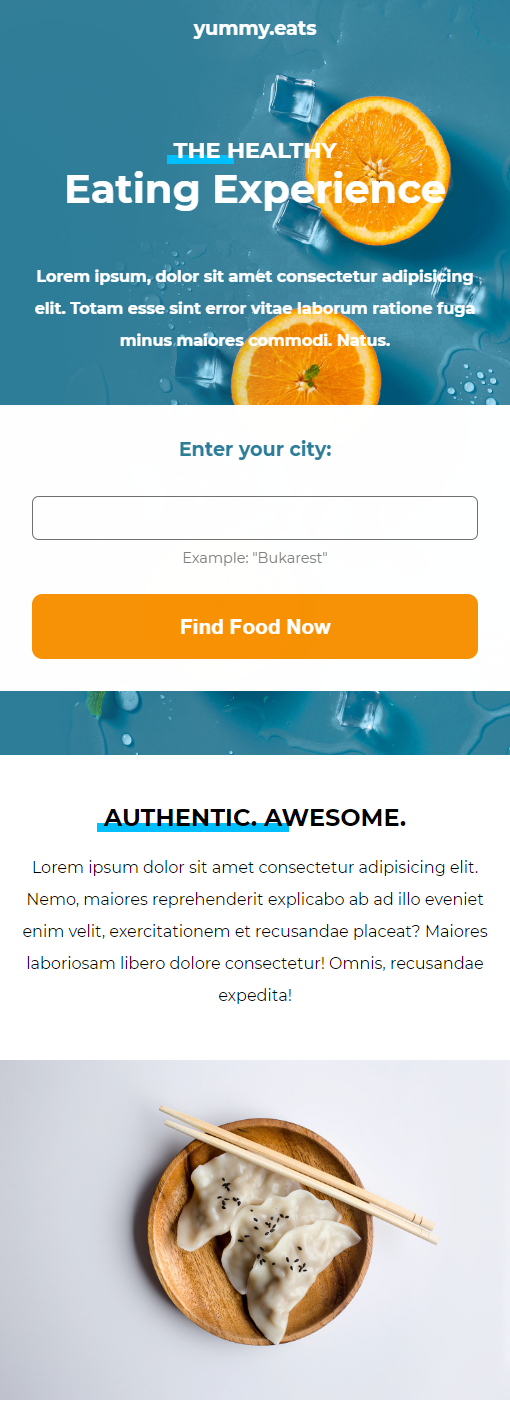 yummy.eats
THE HEALTHY
Eating Experience
Lorem ipsum, dolor sit amet consectetur adipisicing
elit. Totam esse sint error vitae laborum ratione fuga
minus maiores commodi. Natus.
Enter your city:
Example: "Bukarest"
Find Food Now
AUTHENTIC. AWESOME.
Lorem ipsum dolor sit amet consectetur adipisicing elit.
Nemo, maiores reprehenderit explicabo ab ad illo eveniet
enim velit, exercitationem et recusandae placeat? Maiores
laboriosam libero dolore consectetur! Omnis, recusandae
expedita!